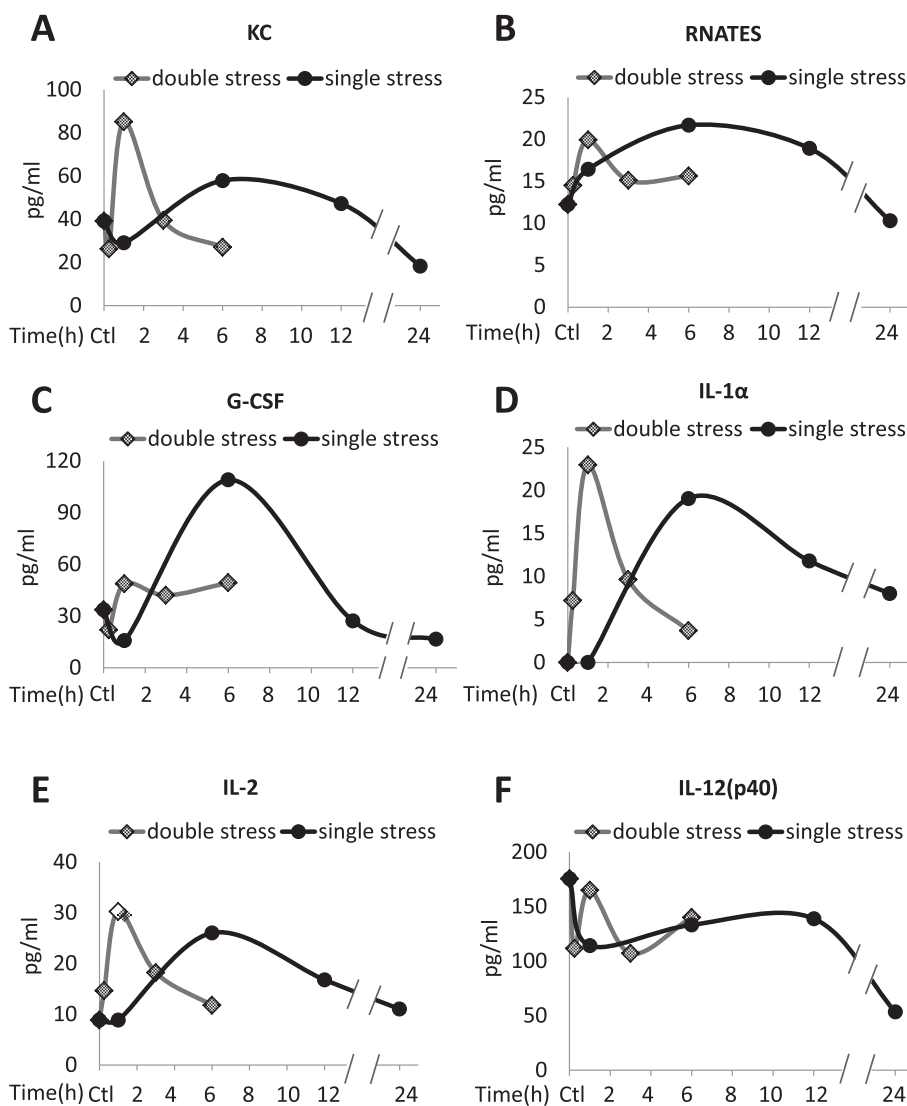 A
KC
double stress single stress
100
80
60
40
20
0
pg/ml
Time(h) Ctl 2 4 6 8 10 12 24
B
RNATES
double stress single stress
25
20
15
10
5
0
pg/ml
Time(h) Ctl 2 4 6 8 10 12 24
C
G-CSF
double stress single stress
120
90
60
30
0
pg/ml
Time(h) Ctl 2 4 6 8 10 12 24
D
IL-1α
double stress single stress
25
20
15
10
5
0
pg/ml
Time(h) Ctl 2 4 6 8 10 12 24
E
IL-2
double stress single stress
40
30
20
10
0
pg/ml
Time(h) Ctl 2 4 6 8 10 12 24
F
IL-12(p40)
double stress single stress
200
150
100
50
0
pg/ml
Time(h) Ctl 2 4 6 8 10 12 24